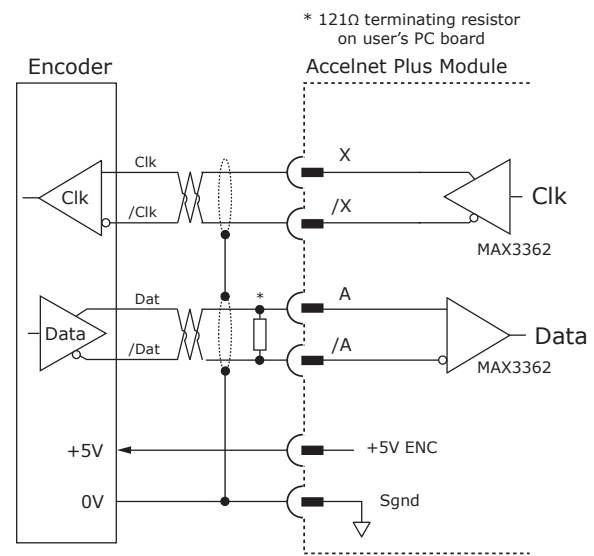 * 121Ω terminating resistor
on user's PC board
Encoder
Accelnet Plus Module
Clk
X
Clk
Clk
/Clk
/X
MAX3362
Dat
*
A
Data
Data
/Dat
/A
MAX3362
+5V
+5V ENC
0V
Sgnd